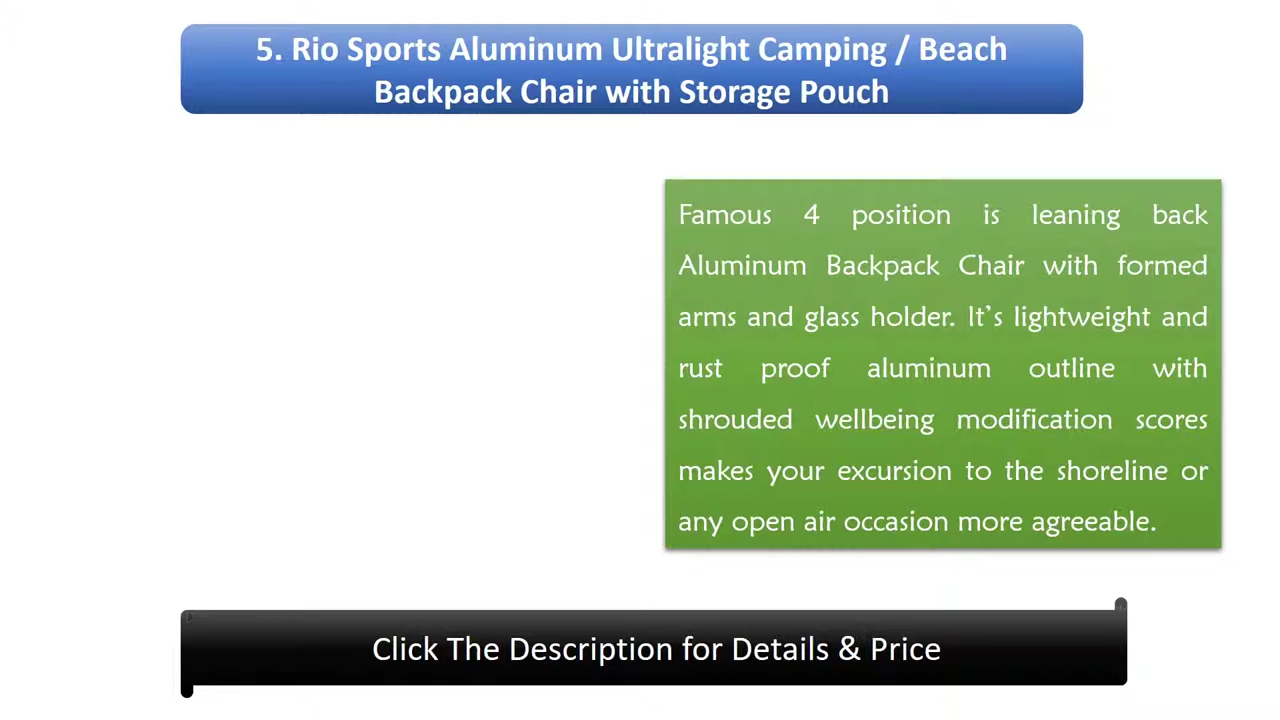 5. Rio Sports Aluminum Ultralight Camping / Beach
Backpack Chair with Storage Pouch
Famous 4 position is leaning back
Aluminum Backpack Chair with formed
arms and glass holder. It’s lightweight and
rust proof aluminum outline with
shrouded wellbeing modification scores
makes your excursion to the shoreline or
any open air occasion more agreeable.
Click The Description for Details & Price